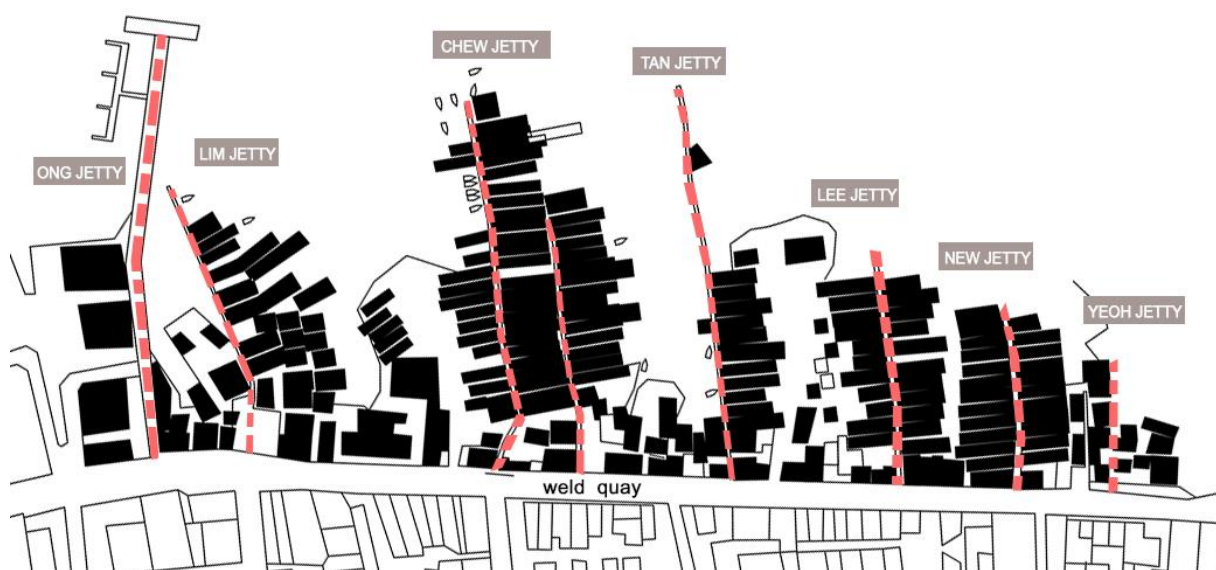 CHEW JETTY
TAN JETTY
LIM JETTY
ONG JETTY
LEE JETTY
NEW JETTY
YEOH JETTY
weld quay